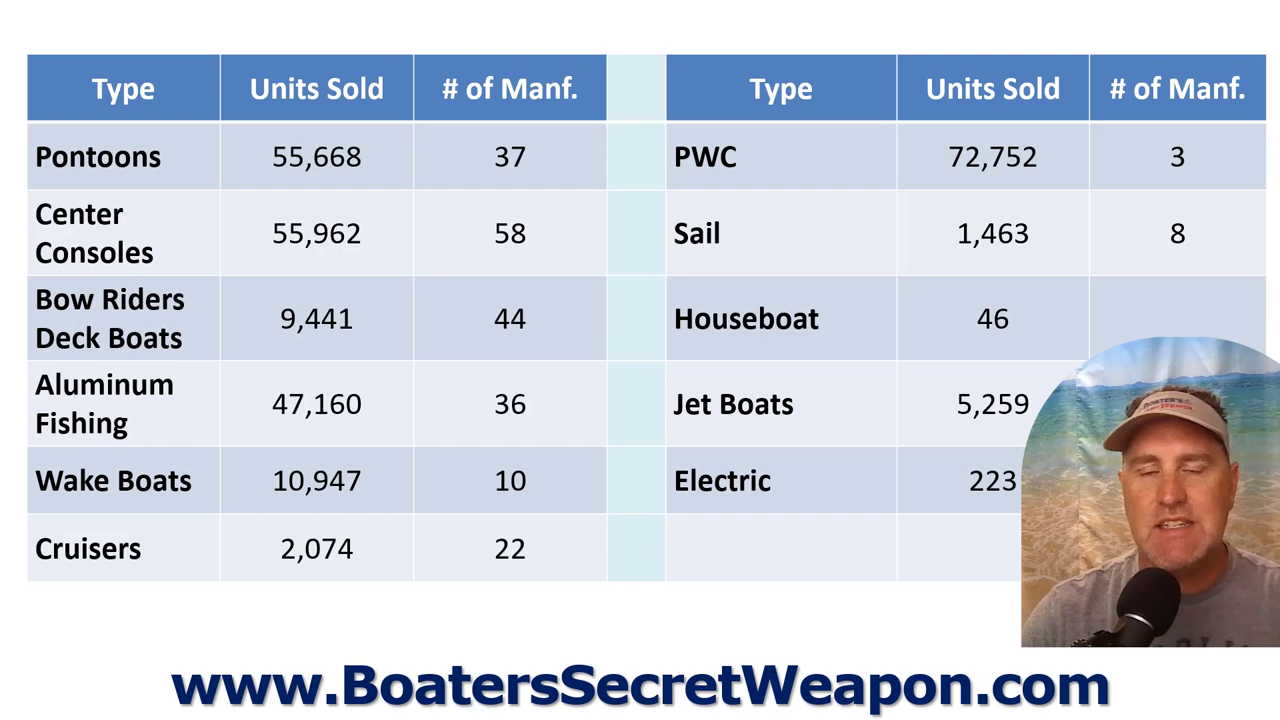 Type Units Sold # of Manf. Type Units Sold # of Manf.
Pontoons 55,668 37 PWC 72,752 3
Center
Consoles 55,962 58 Sail 1,463 8
Bow Riders
Deck Boats 9,441 44 Houseboat 46
Aluminum
Fishing 47,160 36 Jet Boats 5,259
Wake Boats 10,947 10 Electric 223
Cruisers 2,074 22
BOATER'S
www.BoatersSecretWeapon.com